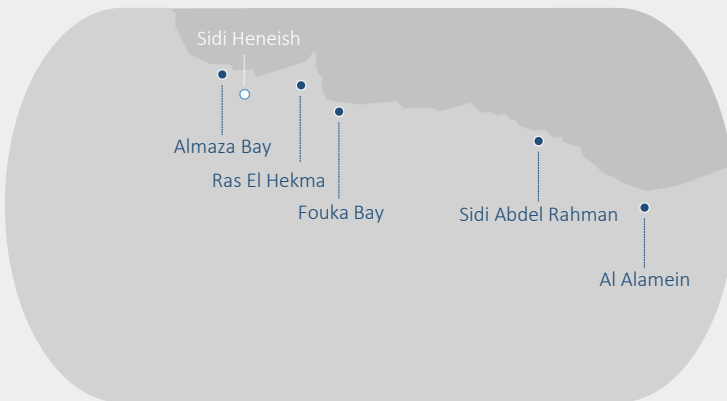 Sidi Heneish
Almaza Bay
Ras El Hekma
Fouka Bay
Sidi Abdel Rahman
Al Alamein